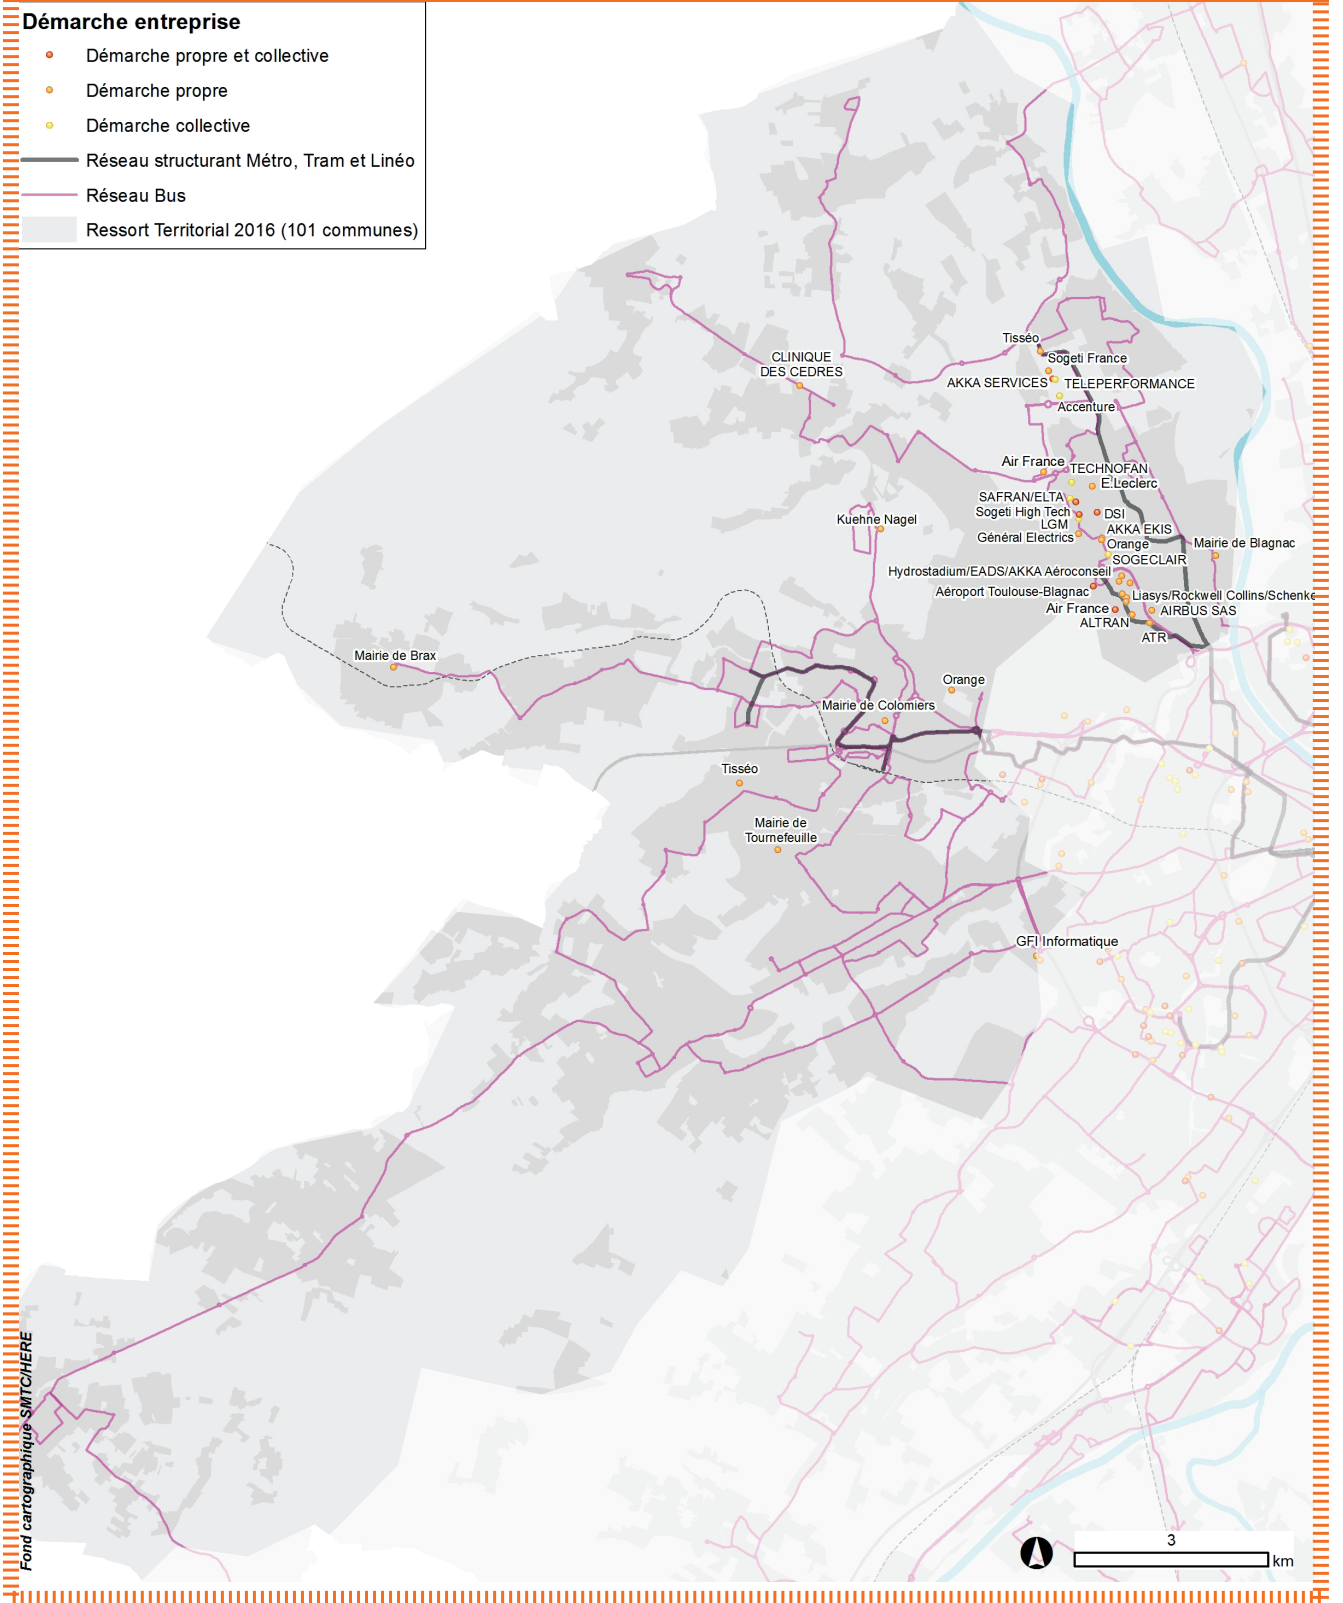 Démarche entreprise
Démarche propre et collective
Démarche propre
Démarche collective
Réseau structurant Métro, Tram et Linéo
Réseau Bus
Ressort Territorial 2016 (101 communes)
Tisséo
Sogeti France
CLINIQUE
DES CEDRES
AKKA SERVICES
TELEPERFORMANCE
Accenture
Air France
TECHNOFAN
E.Leclerc
SAFRAN/ELTA
Sogeti High Tech
DSI
LGM
Kuehne Nagel
AKKA EKIS
Général Electrics
Orange
Mairie de Blagnac
SOGECLAIR
Hydrostadium/EADS/AKKA Aéroconseil
Aéroport Toulouse-Blagnac
Liasys/Rockwell Collins/Schenke
Air France
AIRBUS SAS
ALTRAN
ATR
Mairie de Brax
Orange
Mairie de Colomiers
Tisséo
Mairie de
Tournefeuille
GFI Informatique
Fond cartographique SMTC/HERE
3
km